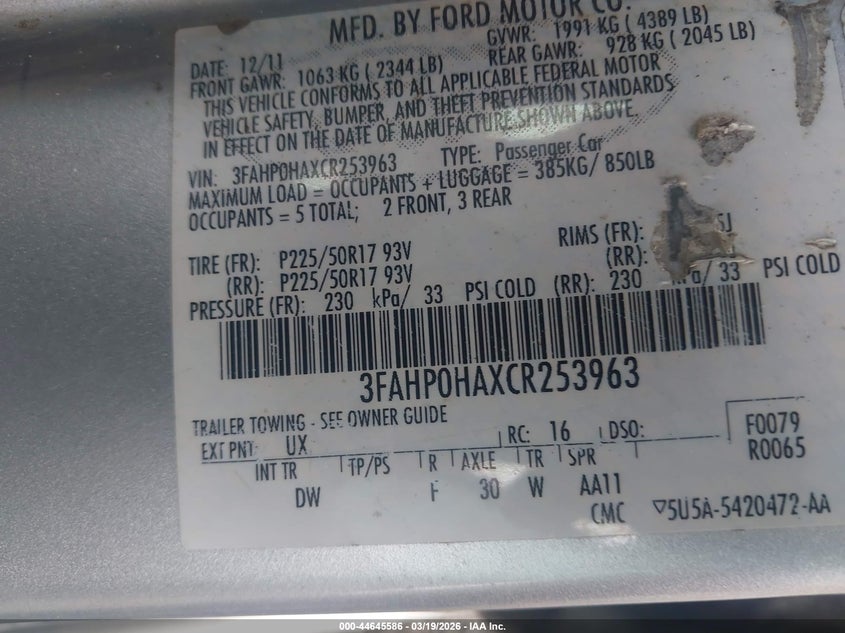 MFD. BY FORD MOTOR CO.
DATE: 12/11 GVWR: 1991 KG ( 4389 LB)
FRONT GAWR: 1063 KG ( 2344 LB) REAR GAWR: 928 KG ( 2045 LB)
THIS VEHICLE CONFORMS TO ALL APPLICABLE FEDERAL MOTOR
VEHICLE SAFETY, BUMPER, AND THEFT PREVENTION STANDARDS
IN EFFECT ON THE DATE OF MANUFACTURE SHOWN ABOVE.
VIN: 3FAHP0HAXCR253963 TYPE: Passenger Car
MAXIMUM LOAD = OCCUPANTS + LUGGAGE = 385KG/ 850LB
OCCUPANTS = 5 TOTAL; 2 FRONT, 3 REAR
TIRE (FR): P225/50R17 93V RIMS (FR):
(RR): P225/50R17 93V (RR):
PRESSURE (FR): 230 kPa/ 33 PSI COLD (RR): 230 kPa/ 33 PSI COLD
3FAHP0HAXCR253963
TRAILER TOWING - SEE OWNER GUIDE
EXT PNT: UX RC: 16 DSO: F0079
R0065
INT TR TP/PS R AXLE TR SPR
DW F 30 W AA11
CMC ▽5U5A-5420472-AA
000-44645586 | 03/19/2026 | IAA Inc.